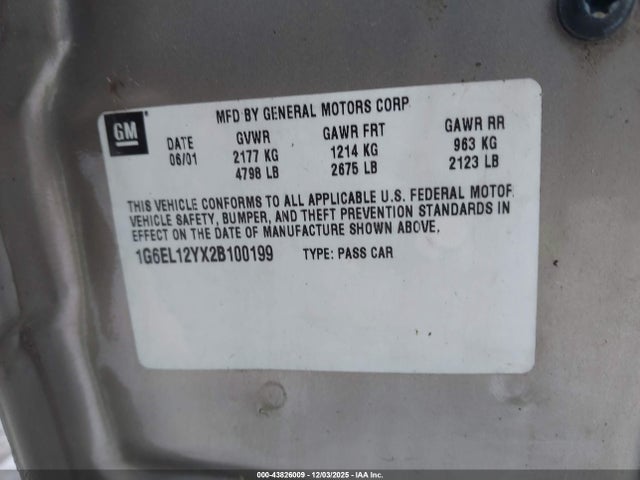 MFD BY GENERAL MOTORS CORP
GM
DATE GVWR GAWR FRT GAWR RR
06/01 2177 KG 1214 KG 963 KG
4798 LB 2675 LB 2123 LB
THIS VEHICLE CONFORMS TO ALL APPLICABLE U.S. FEDERAL MOTOR
VEHICLE SAFETY, BUMPER, AND THEFT PREVENTION STANDARDS IN
EFFECT ON THE DATE OF MANUFACTURE SHOWN ABOVE.
1G6EL12YX2B100199 TYPE: PASS CAR
000-43826009 - 12/03/2025 - IAA Inc.